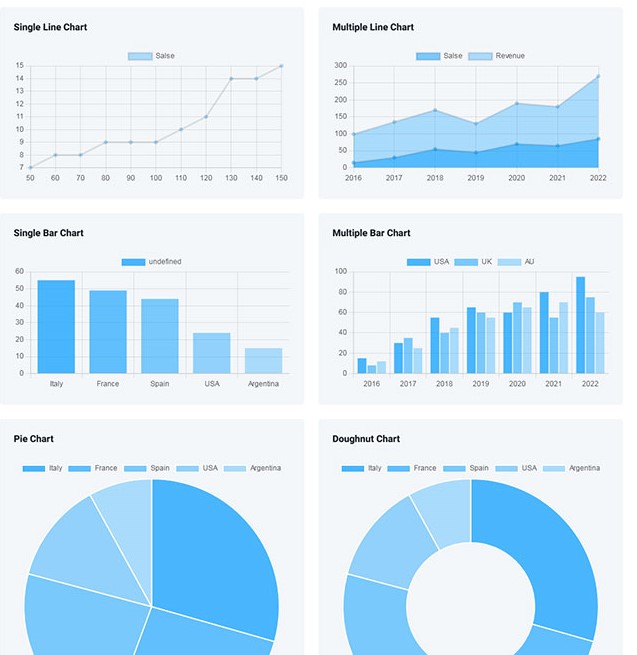 Single Line Chart
Salse
15
14
13
12
11
10
9
8
7
50 60 70 80 90 100 110 120 130 140 150
Multiple Line Chart
Salse Revenue
300
250
200
150
100
50
0
2016 2017 2018 2019 2020 2021 2022
Single Bar Chart
undefined
60
50
40
30
20
10
0
Italy France Spain USA Argentina
Multiple Bar Chart
USA UK AU
100
80
60
40
20
0
2016 2017 2018 2019 2020 2021 2022
Pie Chart
Italy France Spain USA Argentina
Doughnut Chart
Italy France Spain USA Argentina